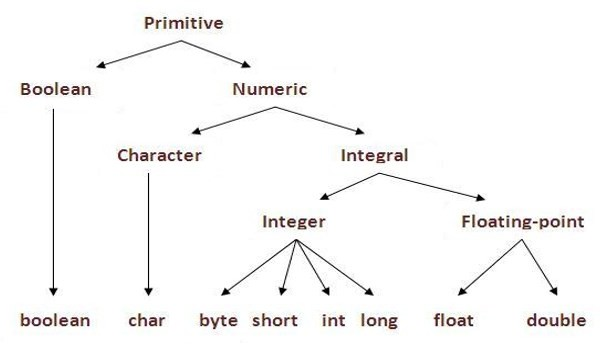 Primitive
Boolean Numeric
Character Integral
Integer Floating-point
boolean char byte short int long float double